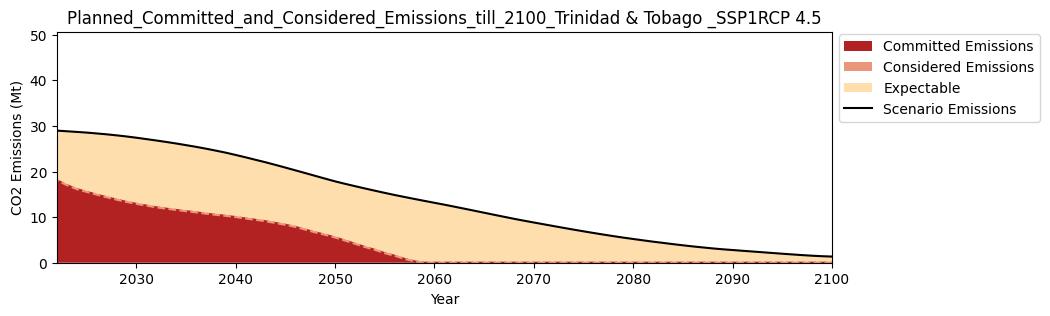 Planned_Committed_and_Considered_Emissions_till_2100_Trinidad & Tobago _SSP1RCP 4.5
50
40
30
20
10
0
CO2 Emissions (Mt)
2030 2040 2050 2060 2070 2080 2090 2100
Year
Committed Emissions
Considered Emissions
Expectable
Scenario Emissions